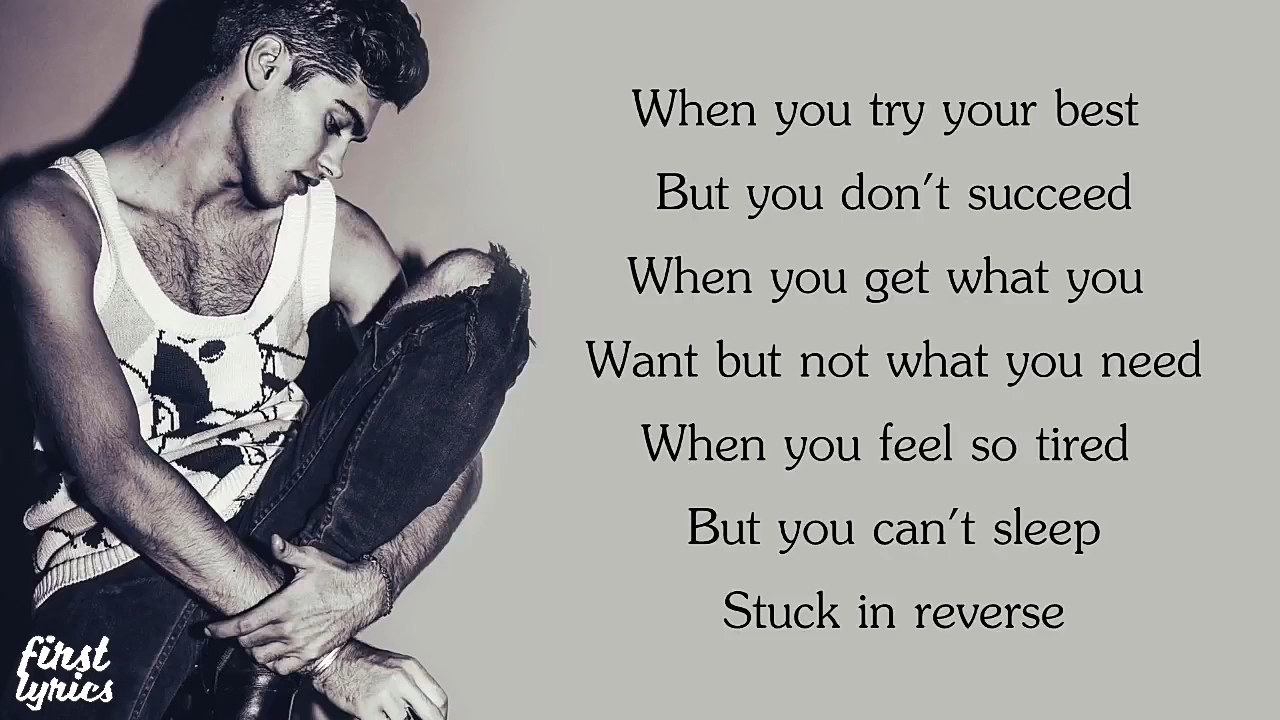 When you try your best
But you don't succeed
When you get what you
Want but not what you need
When you feel so tired
But you can't sleep
Stuck in reverse
first
lyrics